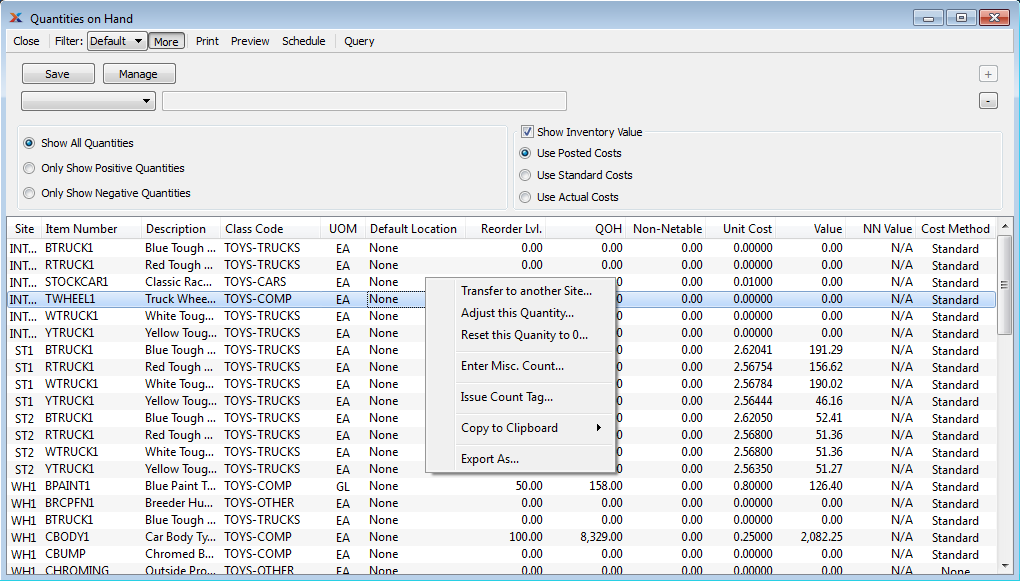 Quantities on Hand
Close Filter: Default More Print Preview Schedule Query
Save Manage
+
-
Show All Quantities
Only Show Positive Quantities
Only Show Negative Quantities
Show Inventory Value
Use Posted Costs
Use Standard Costs
Use Actual Costs
Site Item Number Description Class Code UOM Default Location Reorder Lvl. QOH Non-Netable Unit Cost Value NN Value Cost Method
INT... BTRUCK1 Blue Tough ... TOYS-TRUCKS EA None 0.00 0.00 0.00 0.00000 0.00 N/A Standard
INT... RTRUCK1 Red Tough ... TOYS-TRUCKS EA None 0.00 0.00 0.00 0.00000 0.00 N/A Standard
INT... STOCKCAR1 Classic Rac... TOYS-CARS EA None 0.00 0.01000 0.00 N/A Standard
INT... TWHEEL1 Truck Whee... TOYS-COMP EA None 0.00 0.00000 0.00 N/A Standard
INT... WTRUCK1 White Toug... TOYS-TRUCKS EA None 0.00 0.00000 0.00 N/A Standard
INT... YTRUCK1 Yellow Toug... TOYS-TRUCKS EA None 0.00 0.00000 0.00 N/A Standard
ST1 BTRUCK1 Blue Tough ... TOYS-TRUCKS EA None 0.00 2.62041 191.29 N/A Standard
ST1 RTRUCK1 Red Tough ... TOYS-TRUCKS EA None 0.00 2.56754 156.62 N/A Standard
ST1 WTRUCK1 White Toug... TOYS-TRUCKS EA None 0.00 2.56784 190.02 N/A Standard
ST1 YTRUCK1 Yellow Toug... TOYS-TRUCKS EA None 0.00 2.56444 46.16 N/A Standard
ST2 BTRUCK1 Blue Tough ... TOYS-TRUCKS EA None 0.00 2.62050 52.41 N/A Standard
ST2 RTRUCK1 Red Tough ... TOYS-TRUCKS EA None 0.00 2.56800 51.36 N/A Standard
ST2 WTRUCK1 White Toug... TOYS-TRUCKS EA None 0.00 2.56800 51.36 N/A Standard
ST2 YTRUCK1 Yellow Toug... TOYS-TRUCKS EA None 0.00 2.56350 51.27 N/A Standard
WH1 BPAINT1 Blue Paint T... TOYS-COMP GL None 50.00 158.00 0.00 0.80000 126.40 N/A Standard
WH1 BRCPFN1 Breeder Hu... TOYS-OTHER EA None 0.00 0.00 0.00 0.00000 0.00 N/A Standard
WH1 BTRUCK1 Blue Tough ... TOYS-TRUCKS EA None 0.00 0.00 0.00 0.00000 0.00 N/A Standard
WH1 CBODY1 Car Body Ty... TOYS-COMP EA None 100.00 8,329.00 0.00 0.25000 2,082.25 N/A Standard
WH1 CBUMP Chromed B... TOYS-COMP EA None 0.00 0.00 0.00 0.00000 0.00 N/A Standard
WH1 CHROMING Outside Pro... TOYS-OTHER EA None 0.00 0.00 0.00 0.00000 0.00 N/A None
Transfer to another Site...
Adjust this Quantity...
Reset this Quanity to 0...
Enter Misc. Count...
Issue Count Tag...
Copy to Clipboard
Export As...